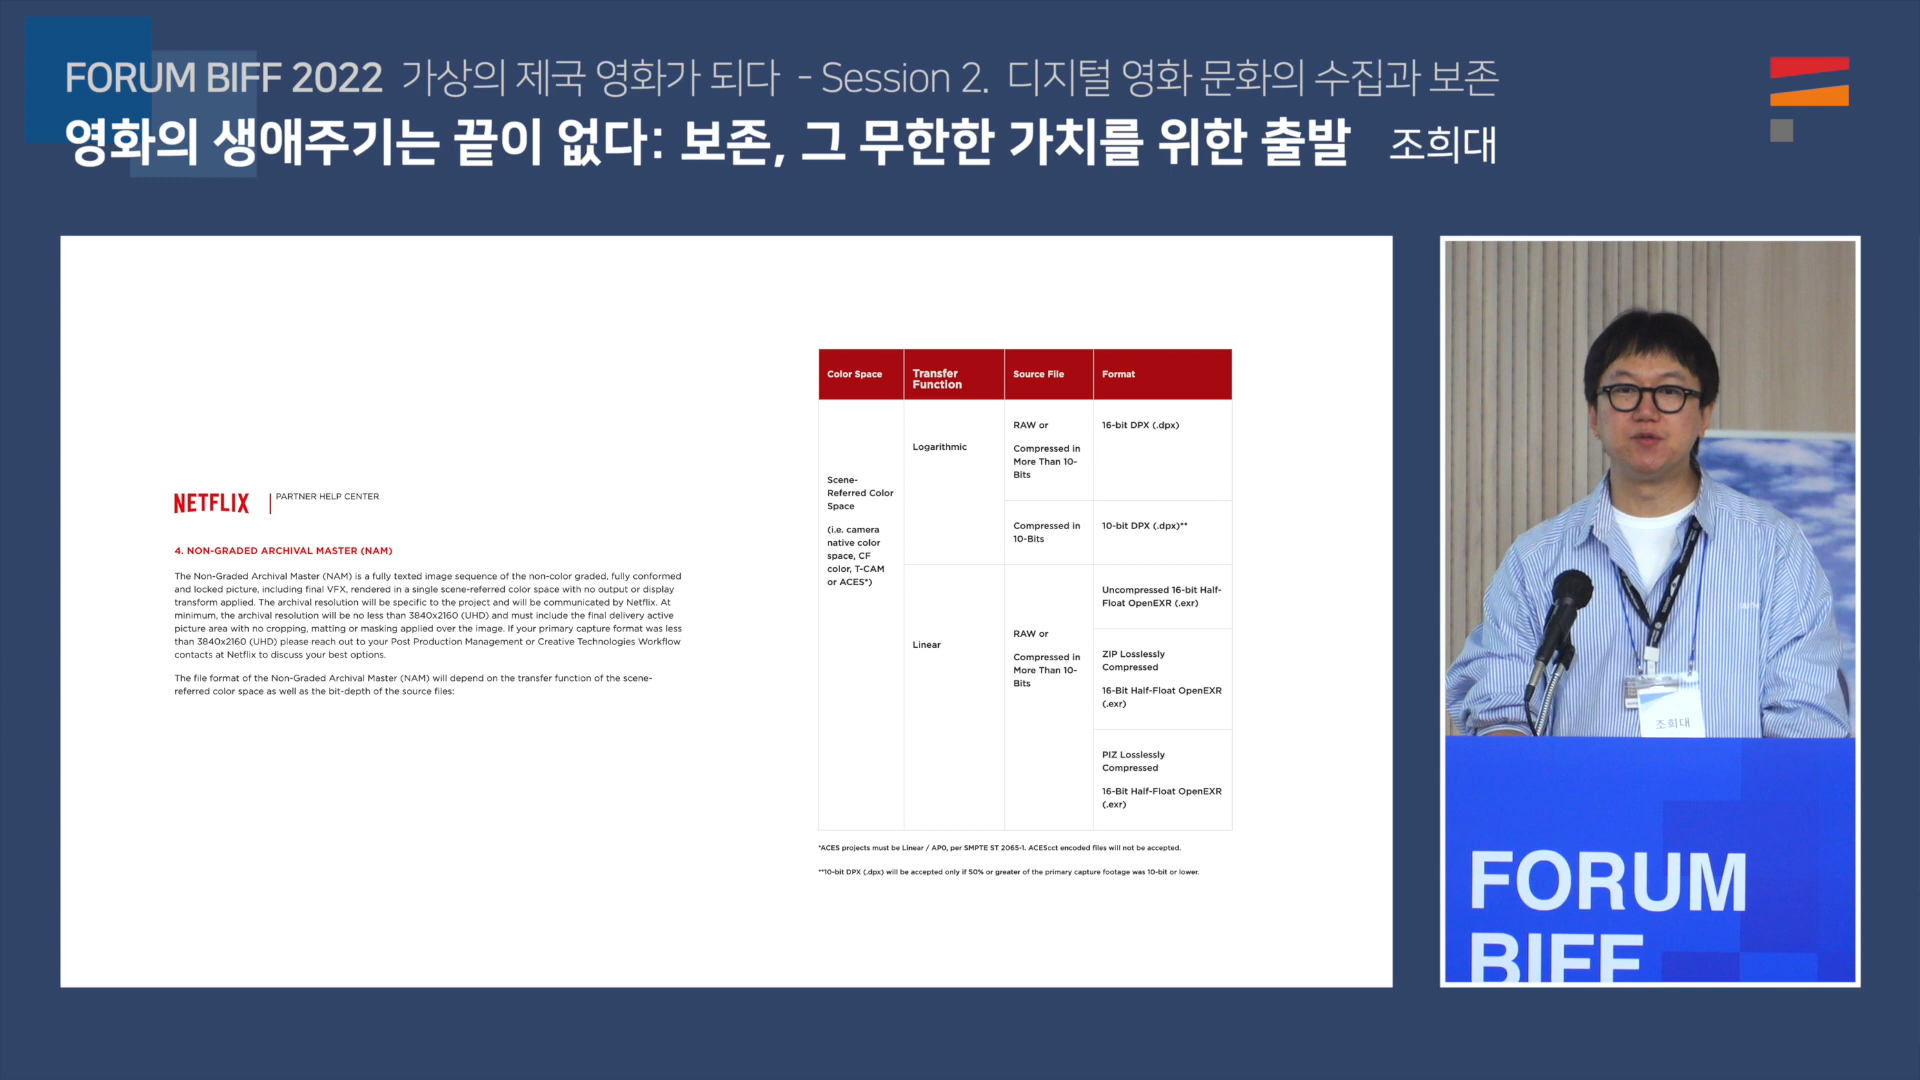 FORUM BIFF 2022 가상의 제국 영화가 되다 - Session 2. 디지털 영화 문화의 수집과 보존
영화의 생애주기는 끝이 없다: 보존, 그 무한한 가치를 위한 출발 조희대
NETFLIX | PARTNER HELP CENTER
4. NON-GRADED ARCHIVAL MASTER (NAM)
The Non-Graded Archival Master (NAM) is a fully texted image sequence of the non-color graded, fully conformed
and locked picture, including final VFX, rendered in a single scene-referred color space with no output or display
transform applied. The archival resolution will be specific to the project and will be communicated by Netflix. At
minimum, the archival resolution will be no less than 3840x2160 (UHD) and must include the final delivery active
picture area with no cropping, matting or masking applied over the image. If your primary capture format was less
than 3840x2160 (UHD) please reach out to your Post Production Management or Creative Technologies Workflow
contacts at Netflix to discuss your best options.
The file format of the Non-Graded Archival Master (NAM) will depend on the transfer function of the scene-
referred color space as well as the bit-depth of the source files:
Color Space
Transfer
Function
Source File
Format
Scene-
Referred Color
Space
(i.e. camera
native color
space, CF
color, T-CAM
or ACES*)
Logarithmic
RAW or
Compressed in
More Than 10-
Bits
16-bit DPX (.dpx)
Compressed in
10-Bits
10-bit DPX (.dpx)**
Linear
RAW or
Compressed in
More Than 10-
Bits
Uncompressed 16-bit Half-
Float OpenEXR (.exr)
ZIP Losslessly
Compressed
16-Bit Half-Float OpenEXR
(.exr)
PIZ Losslessly
Compressed
16-Bit Half-Float OpenEXR
(.exr)
*ACES projects must be Linear / AP0, per SMPTE ST 2065-1. ACEScct encoded files will not be accepted.
**10-bit DPX (.dpx) will be accepted only if 50% or greater of the primary capture footage was 10-bit or lower.
조희대
FORUM
BIFF